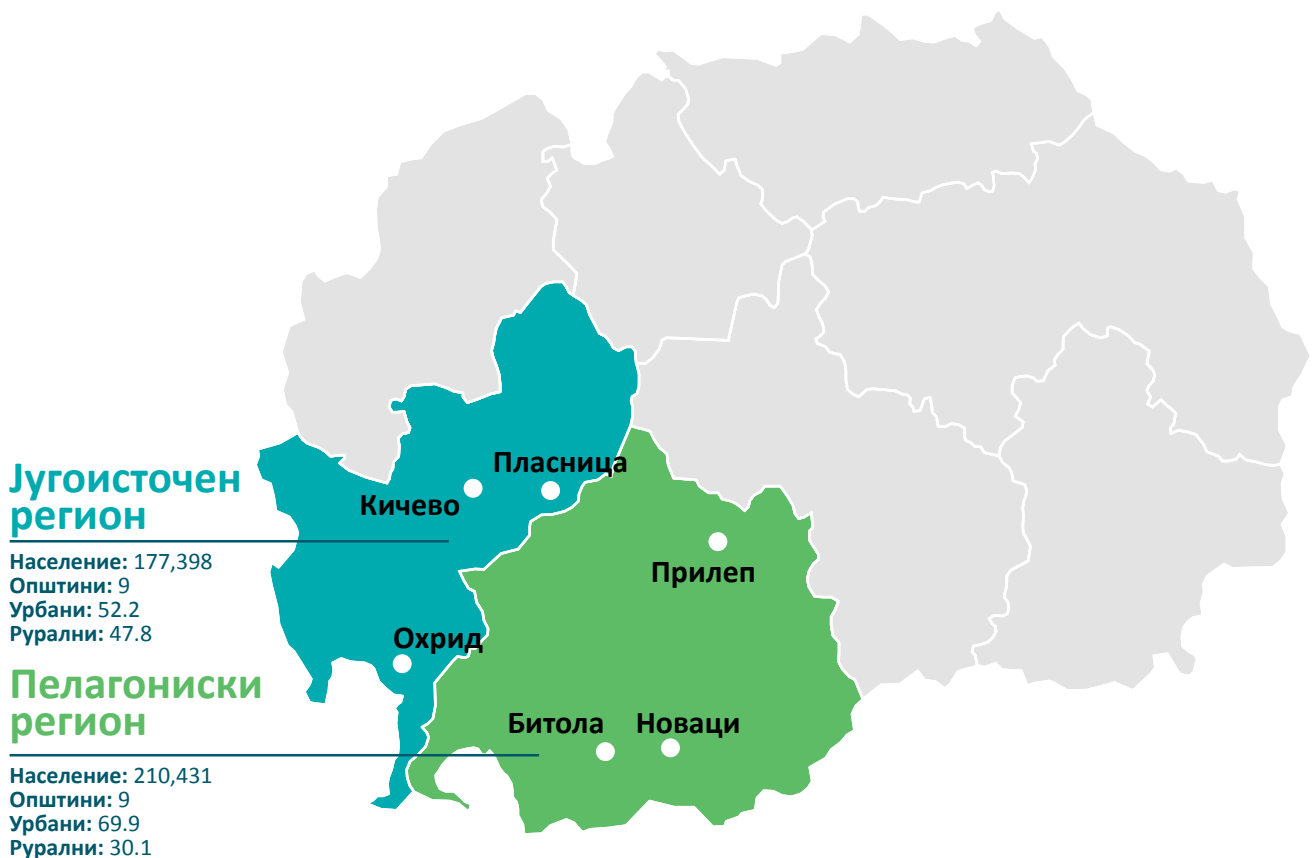 Југоисточен
регион
Население: 177,398
Општини: 9
Урбани: 52.2
Рурални: 47.8
Пелагониски
регион
Население: 210,431
Општини: 9
Урбани: 69.9
Рурални: 30.1
Пласница
Кичево
Прилеп
Охрид
Битола
Новаци